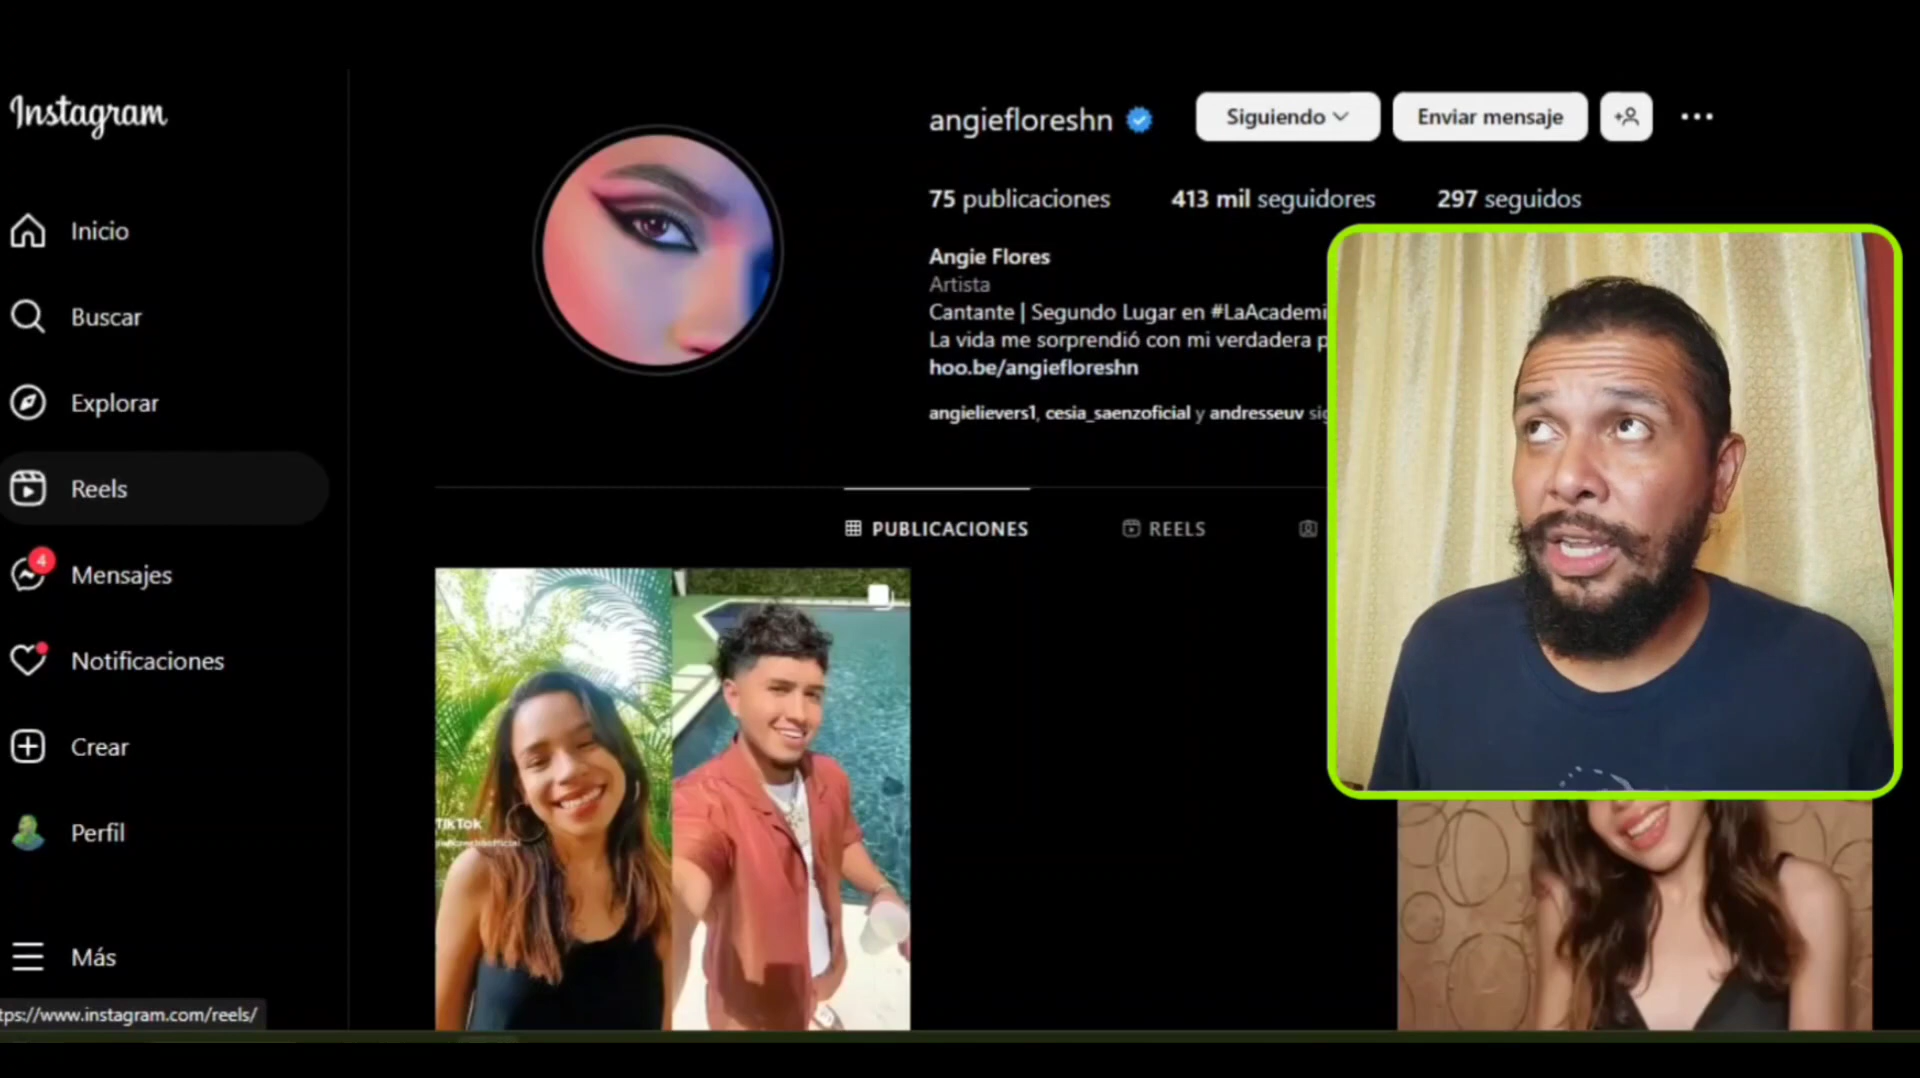 Instagram
Inicio
Buscar
Explorar
Reels
4
Mensajes
Notificaciones
Crear
Perfil
Más
tps://www.instagram.com/reels/
angiefloreshn
Siguiendo
Enviar mensaje
75 publicaciones 413 mil seguidores 297 seguidos
Angie Flores
Artista
Cantante | Segundo Lugar en #LaAcademi
La vida me sorprendió con mi verdadera p
hoo.be/angiefloreshn
angielievers1, cesia_saenzoficial y andresseuv sig
PUBLICACIONES
REELS
TikTok